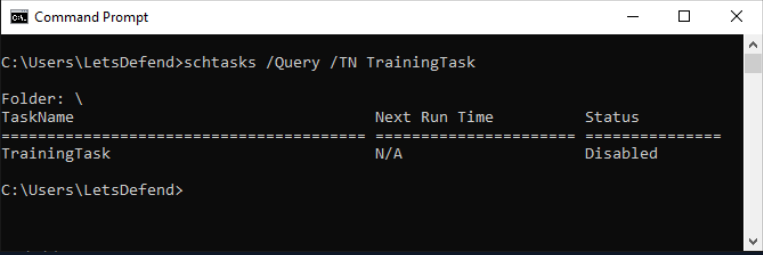 Command Prompt
C:\Users\LetsDefend>schtasks /Query /TN TrainingTask
Folder: \
TaskName                                 Next Run Time          Status
======================================== ====================== ===============
TrainingTask                             N/A                    Disabled
C:\Users\LetsDefend>